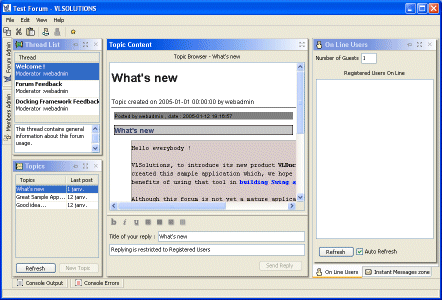 Test Forum - VLSOLUTIONS
File Edit View Help
Forum Admin
Members Admin
Thread List
Thread
Welcome !
Moderator :webadmin
Forum Feedback
Moderator :webadmin
Docking Framework Feedback
Moderator :webadmin
This thread contains general
information about this forum
usage.
Topics
Topics Last post
What's new 1 janv.
Great Sample App... 12 janv.
Good idea... 12 janv.
Refresh New Topic
Topic Content
Topic Browser - What's new
What's new
Topic created on 2005-01-01 00:00:00 by webadmin
Posted by webadmin , date : 2005-01-12 18:16:57
What's new
Hello everybody !
VLSolutions, to introduce its new product VLDoc
created this sample application which, we hope
benefits of using that tool in building Swing a
Although this forum is not yet a mature applica
b i u
Title of your reply : What's new
Replying is restricted to Registered Users
Send Reply
On Line Users
Number of Guests 1
Registered Users On Line
Refresh Auto Refresh
On Line Users Instant Messages zone
Console Output Console Errors